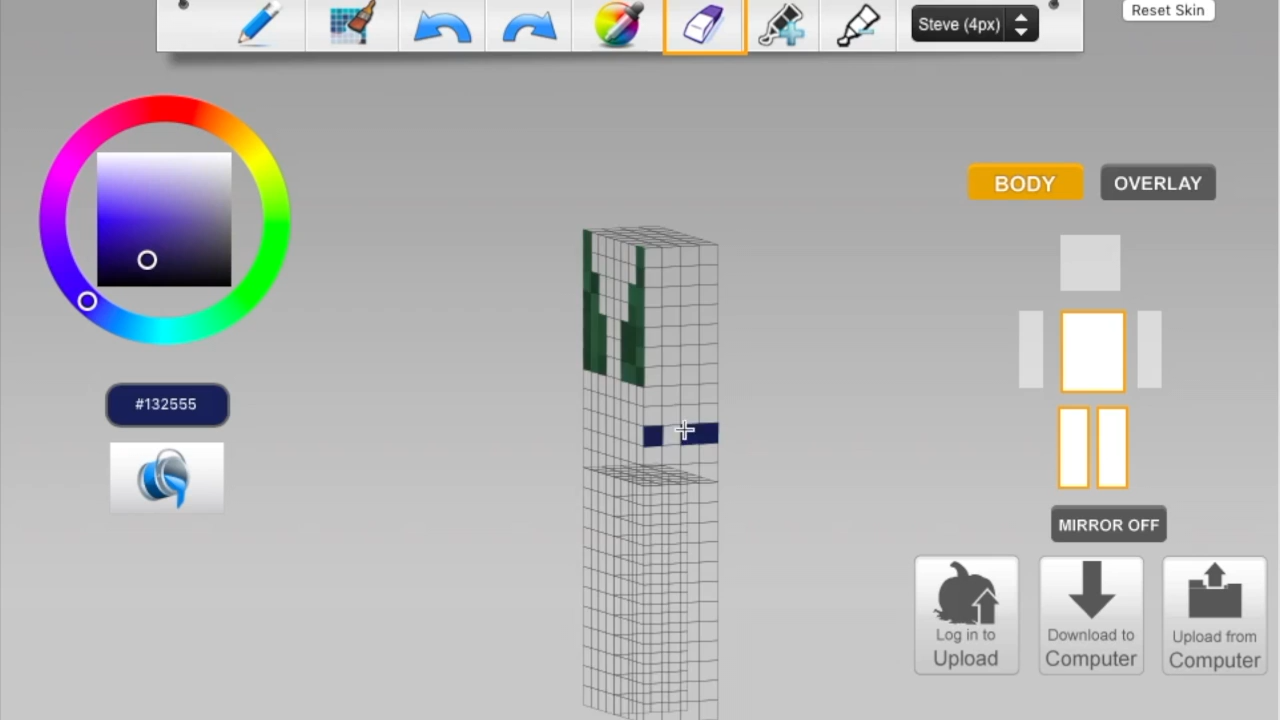 Steve (4px)
Reset Skin
BODY
OVERLAY
#132555
MIRROR OFF
Log in to
Upload
Download to
Computer
Upload from
Computer